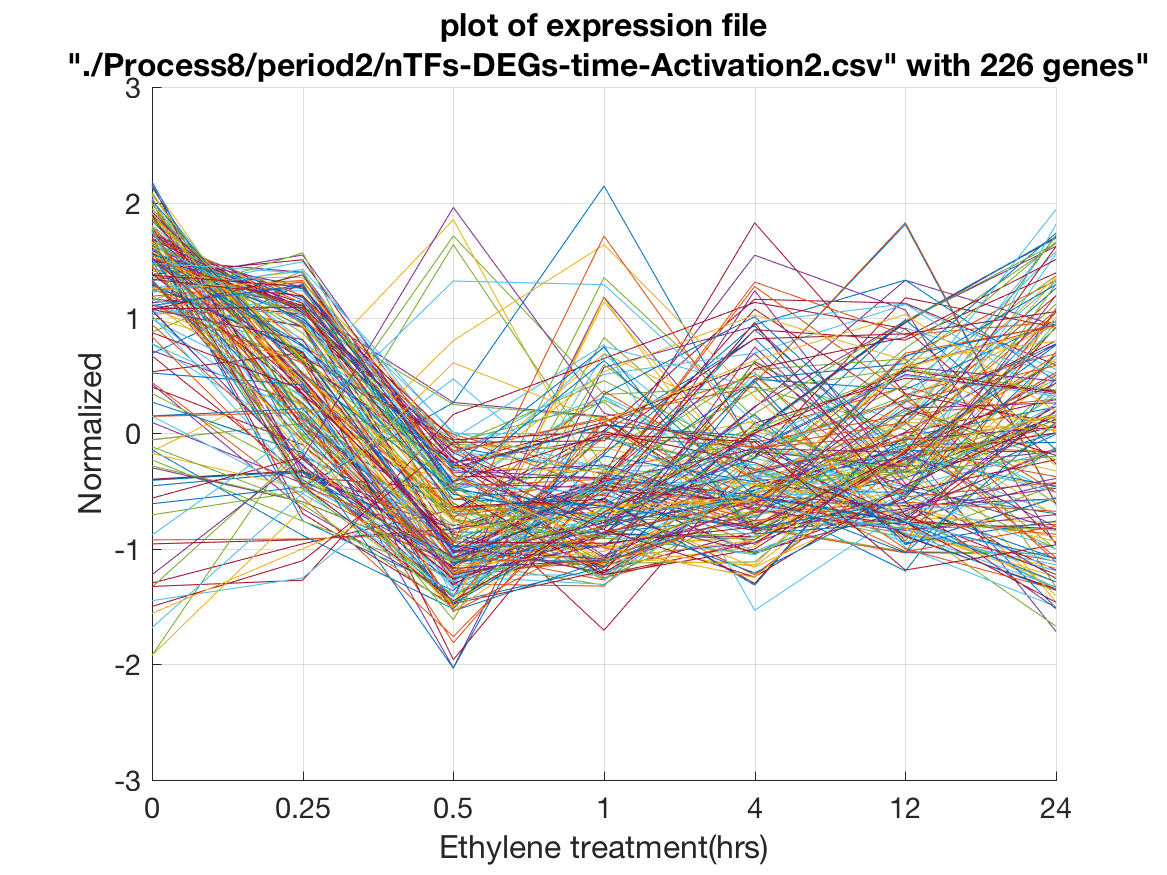 plot of expression file
"./Process8/period2/nTFs-DEGs-time-Activation2.csv" with 226 genes"
3
2
1
0
-1
-2
-3
Normalized
0 0.25 0.5 1 4 12 24
Ethylene treatment(hrs)